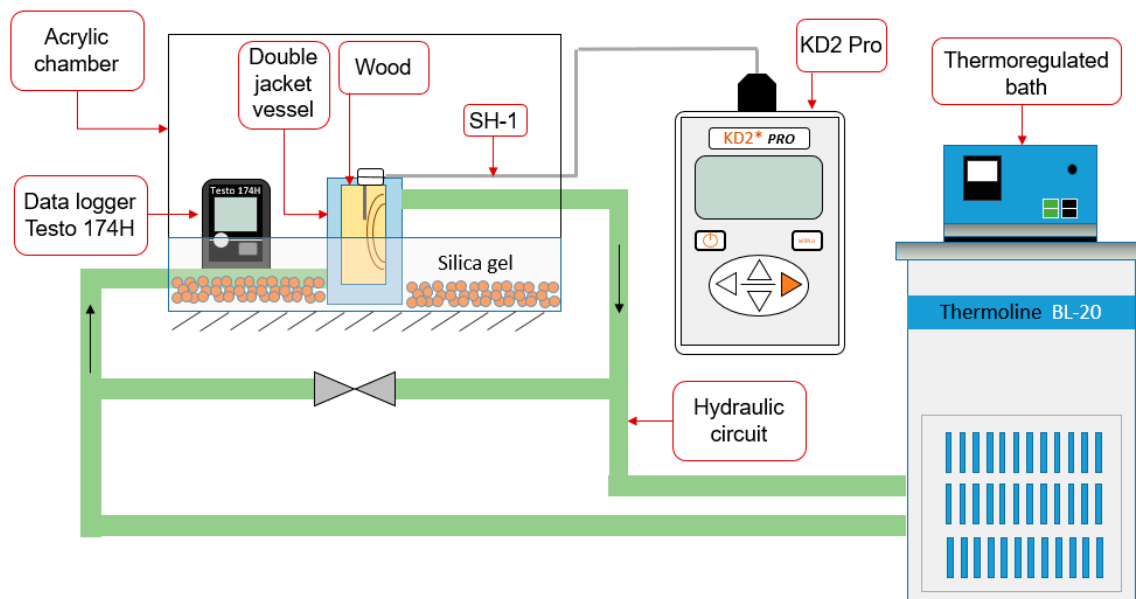 Acrylic
chamber
Double
jacket
vessel
Wood
SH-1
KD2 Pro
Thermoregulated
bath
Data logger
Testo 174H
Testo 174H
KD2* PRO
MENU
Silica gel
Thermoline BL-20
Hydraulic
circuit